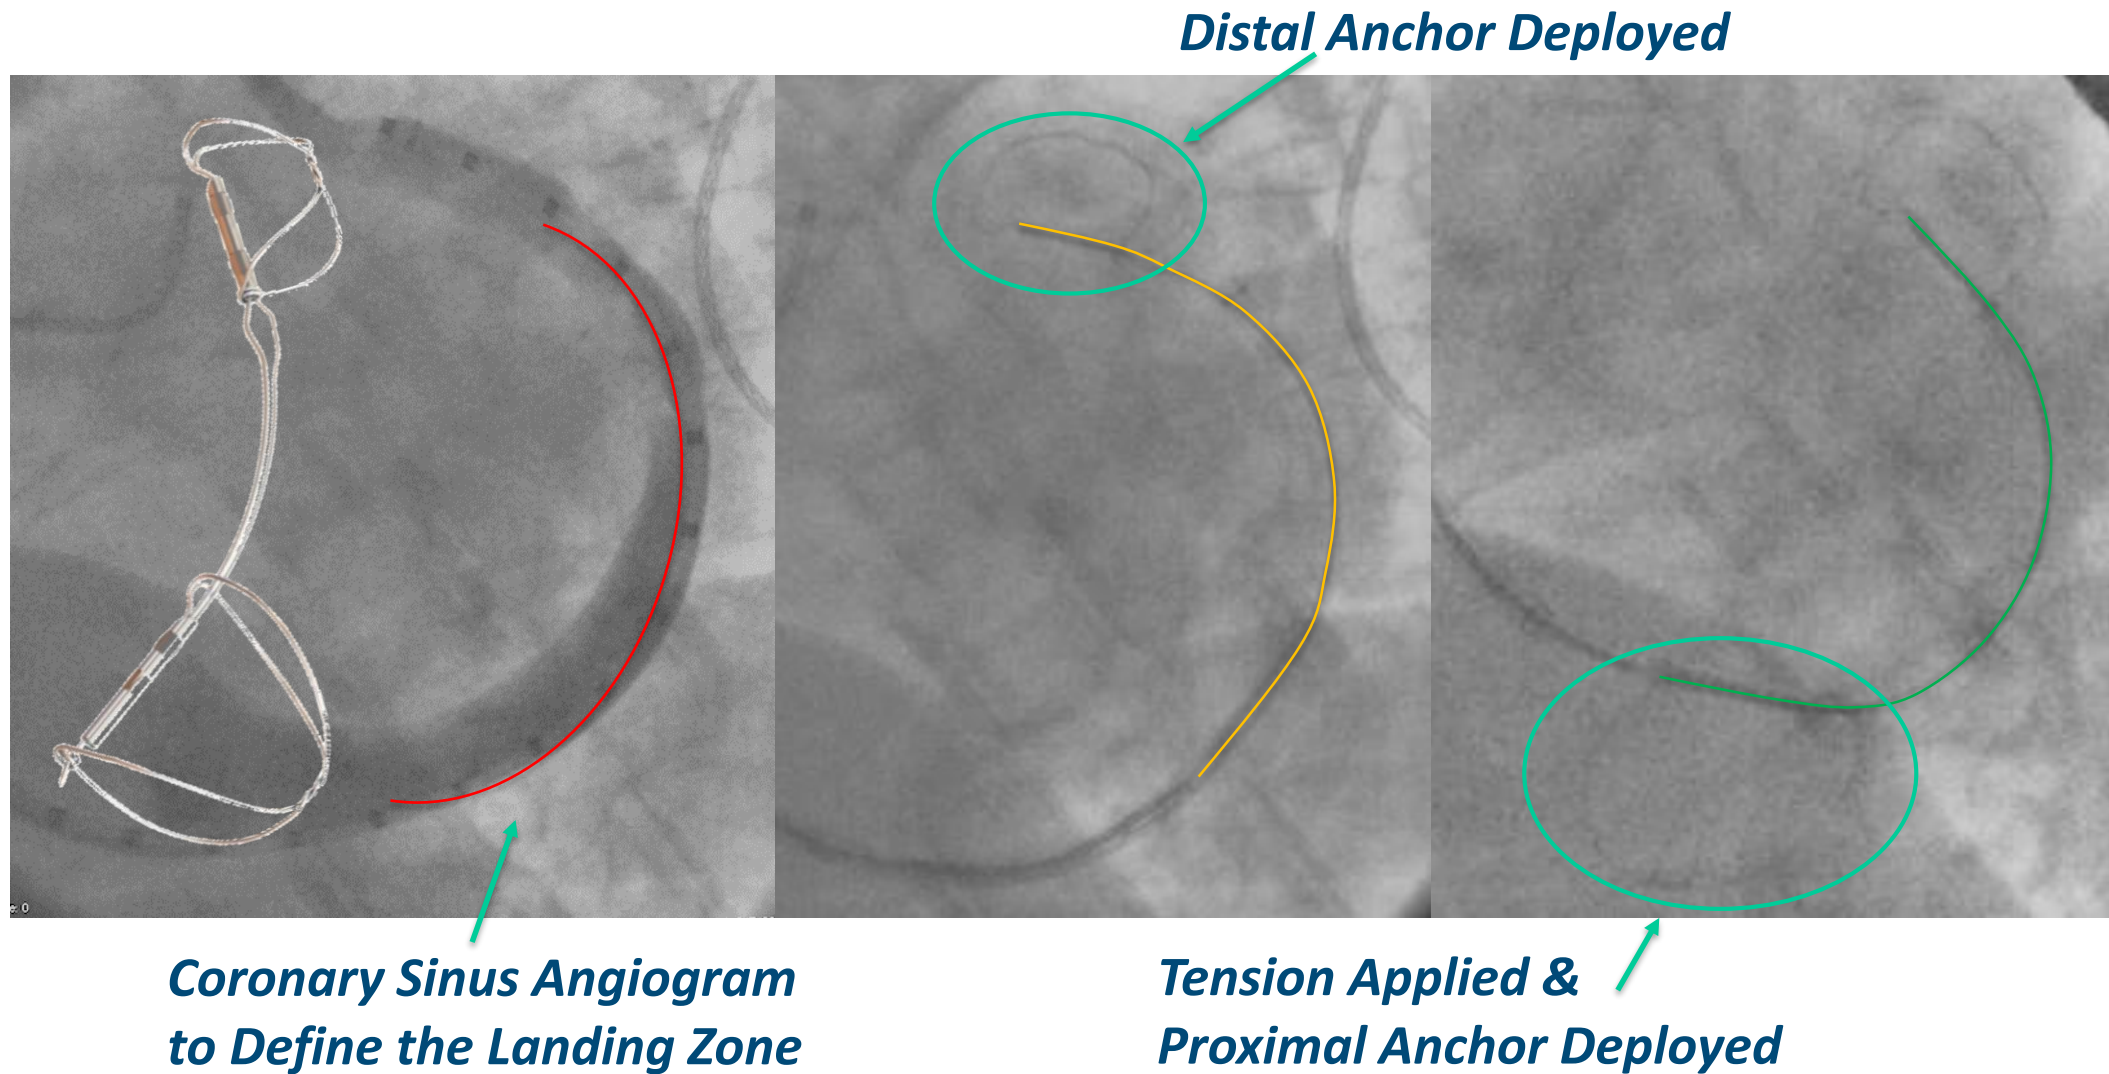 Distal Anchor Deployed
Coronary Sinus Angiogram
to Define the Landing Zone
Tension Applied &
Proximal Anchor Deployed